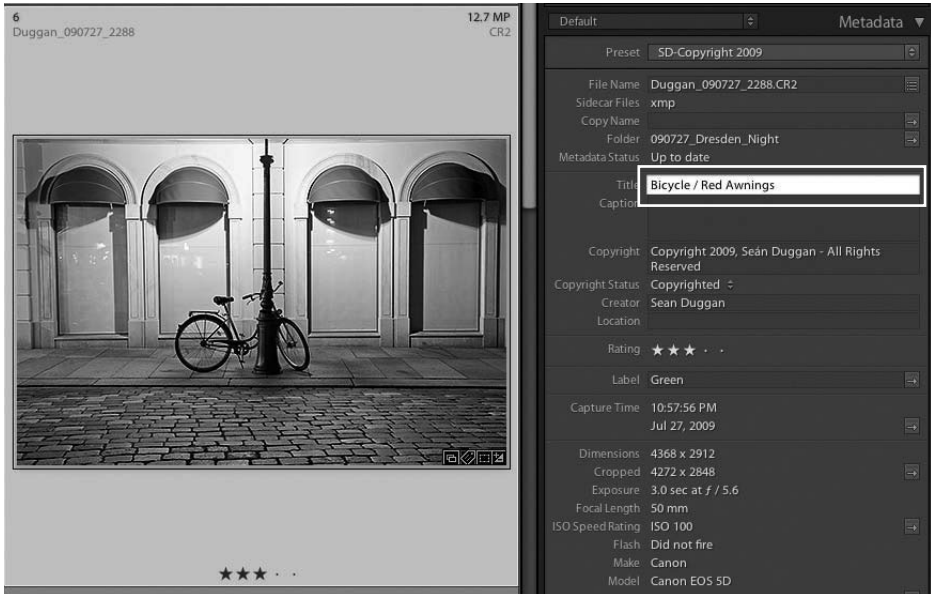 6 12.7 MP
Duggan_090727_2288 CR2
Default Metadata
Preset SD-Copyright 2009
File Name Duggan_090727_2288.CR2
Sidecar Files xmp
Copy Name
Folder 090727_Dresden_Night
Metadata Status Up to date
Title Bicycle / Red Awnings
Caption
Copyright Copyright 2009, Seán Duggan - All Rights
Reserved
Copyright Status Copyrighted
Creator Sean Duggan
Location
Rating ★★★ · ·
Label Green
Capture Time 10:57:56 PM
Jul 27, 2009
Dimensions 4368 x 2912
Cropped 4272 x 2848
Exposure 3.0 sec at ƒ / 5.6
Focal Length 50 mm
ISO Speed Rating ISO 100
Flash Did not fire
Make Canon
Model Canon EOS 5D
★★★ · ·